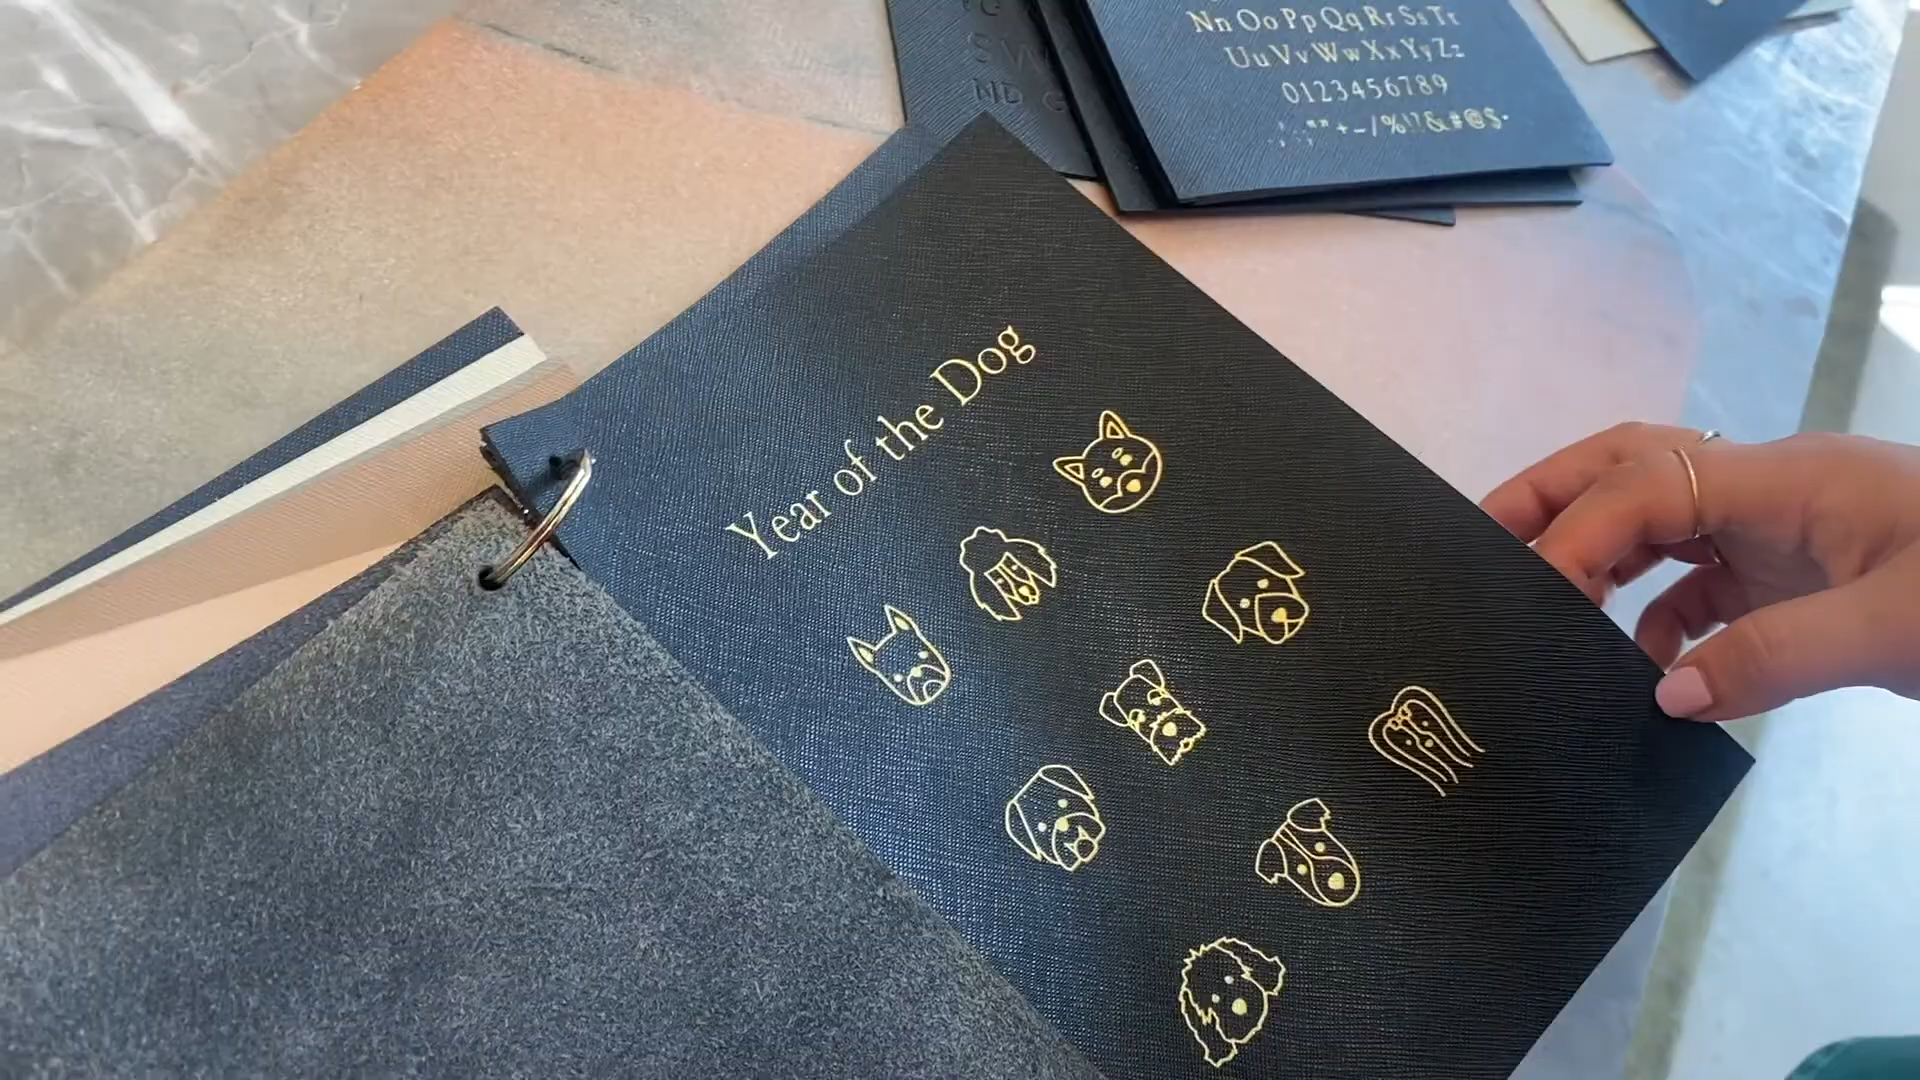 Nn Oo Pp Qq Rr Ss Tt
Uu Vv Ww Xx Yy Zz
0123456789
Year of the Dog